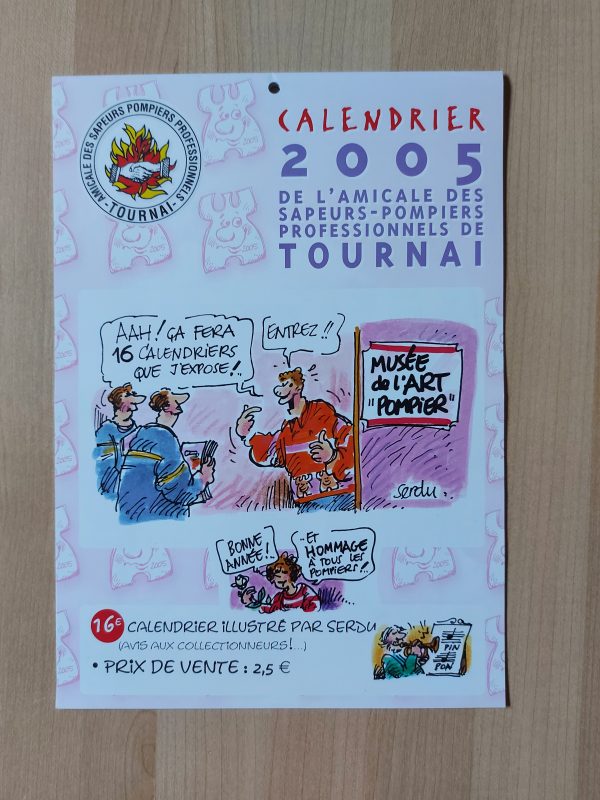 AMICALE DES SAPEURS POMPIERS PROFESSIONNELS
- TOURNAI -
CALENDRIER
2005
DE L'AMICALE DES
SAPEURS-POMPIERS
PROFESSIONNELS DE
TOURNAI
AAH! ÇA FERA
16 CALENDRIERS
QUE J'EXPOSE!..
ENTREZ!!
MUSÉE
de l'ART
"POMPIER"
serdu..
BONNE
ANNÉE!..
..ET
HOMMAGE
À TOUS LES
POMPIERS!!..
16E CALENDRIER ILLUSTRÉ PAR SERDU
(AVIS AUX COLLECTIONNEURS!...)
• PRIX DE VENTE : 2,5 €
PIN
PON